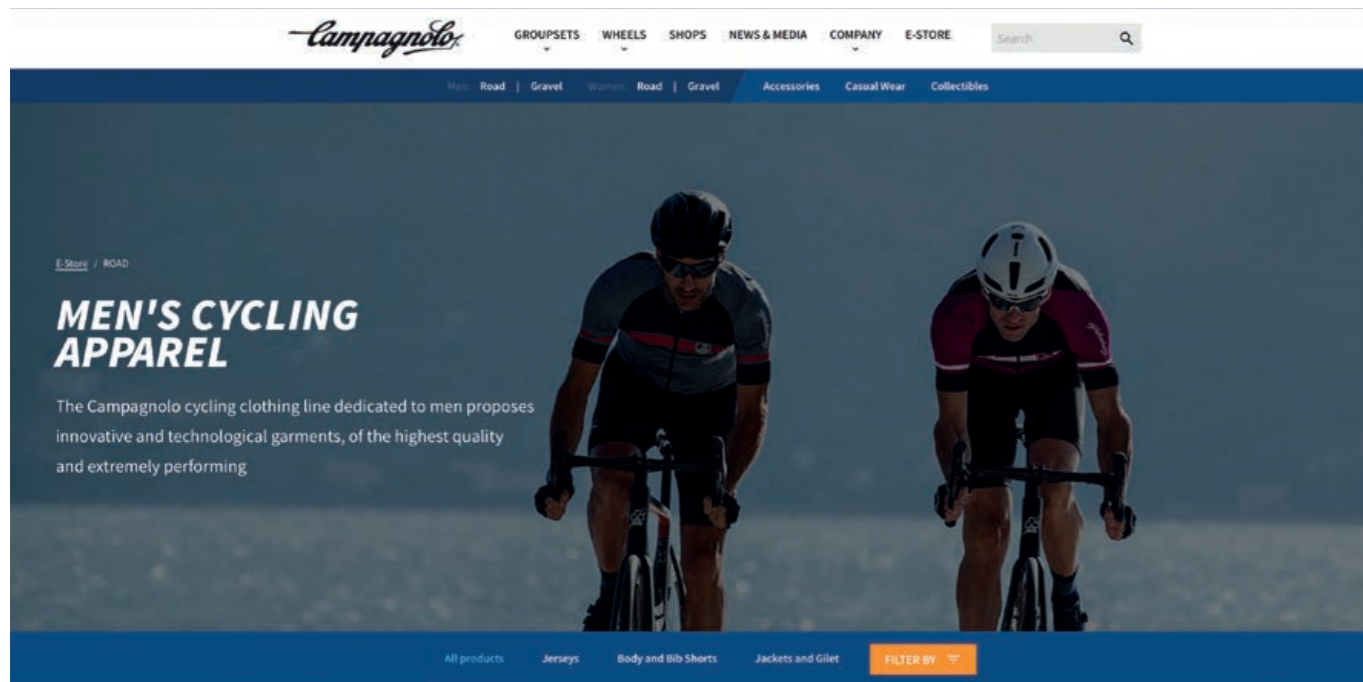 Campagnolo
GROUPSETS WHEELS SHOPS NEWS & MEDIA COMPANY E-STORE Search
Men: Road | Gravel Women: Road | Gravel Accessories Casual Wear Collectibles
E-Store / ROAD
MEN'S CYCLING
APPAREL
The Campagnolo cycling clothing line dedicated to men proposes
innovative and technological garments, of the highest quality
and extremely performing
All products Jerseys Body and Bib Shorts Jackets and Gilet FILTER BY